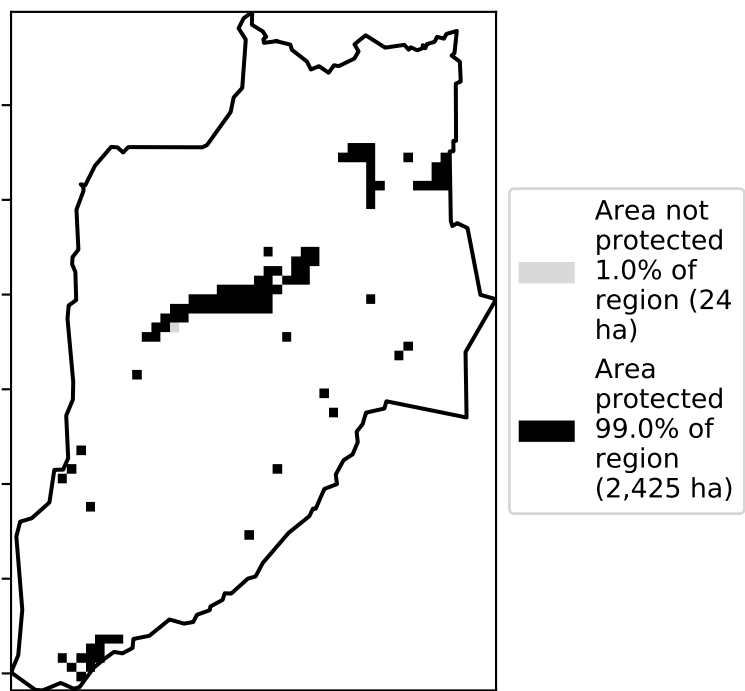 Area not
protected
1.0% of
region (24
ha)
Area
protected
99.0% of
region
(2,425 ha)